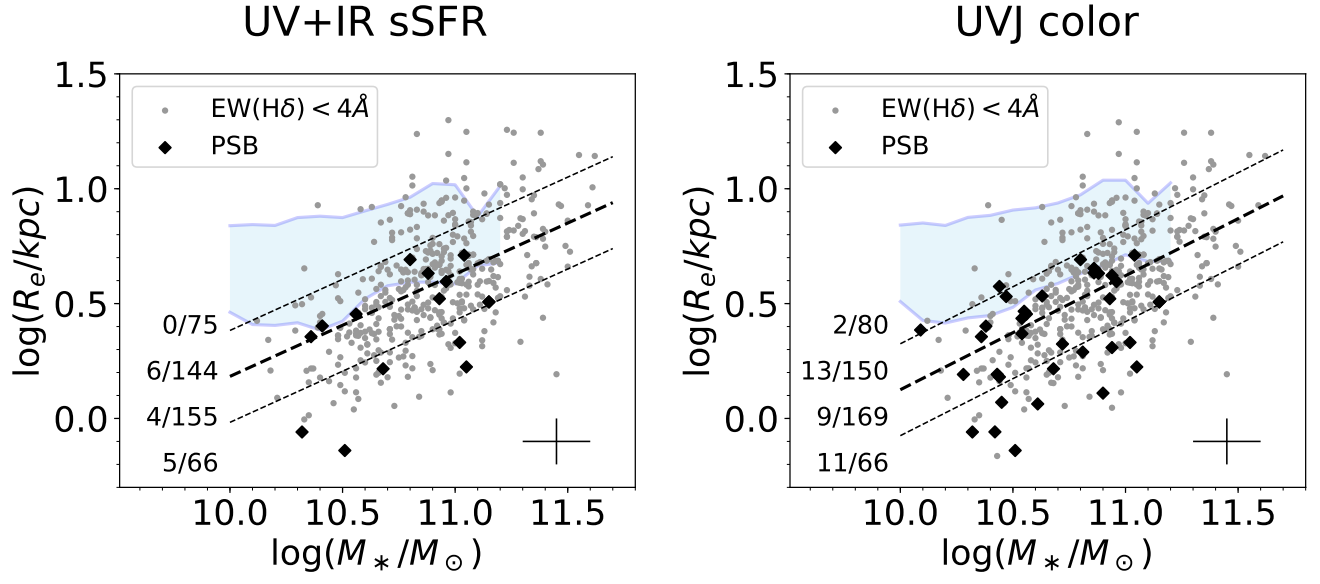 UV+IR sSFR
1.5
1.0
0.5
0.0
log(R_e/kpc)
EW(Hδ) < 4Å
PSB
0/75
6/144
4/155
5/66
10.0 10.5 11.0 11.5
log(M_∗/M_⊙)
UVJ color
1.5
1.0
0.5
0.0
log(R_e/kpc)
EW(Hδ) < 4Å
PSB
2/80
13/150
9/169
11/66
10.0 10.5 11.0 11.5
log(M_∗/M_⊙)